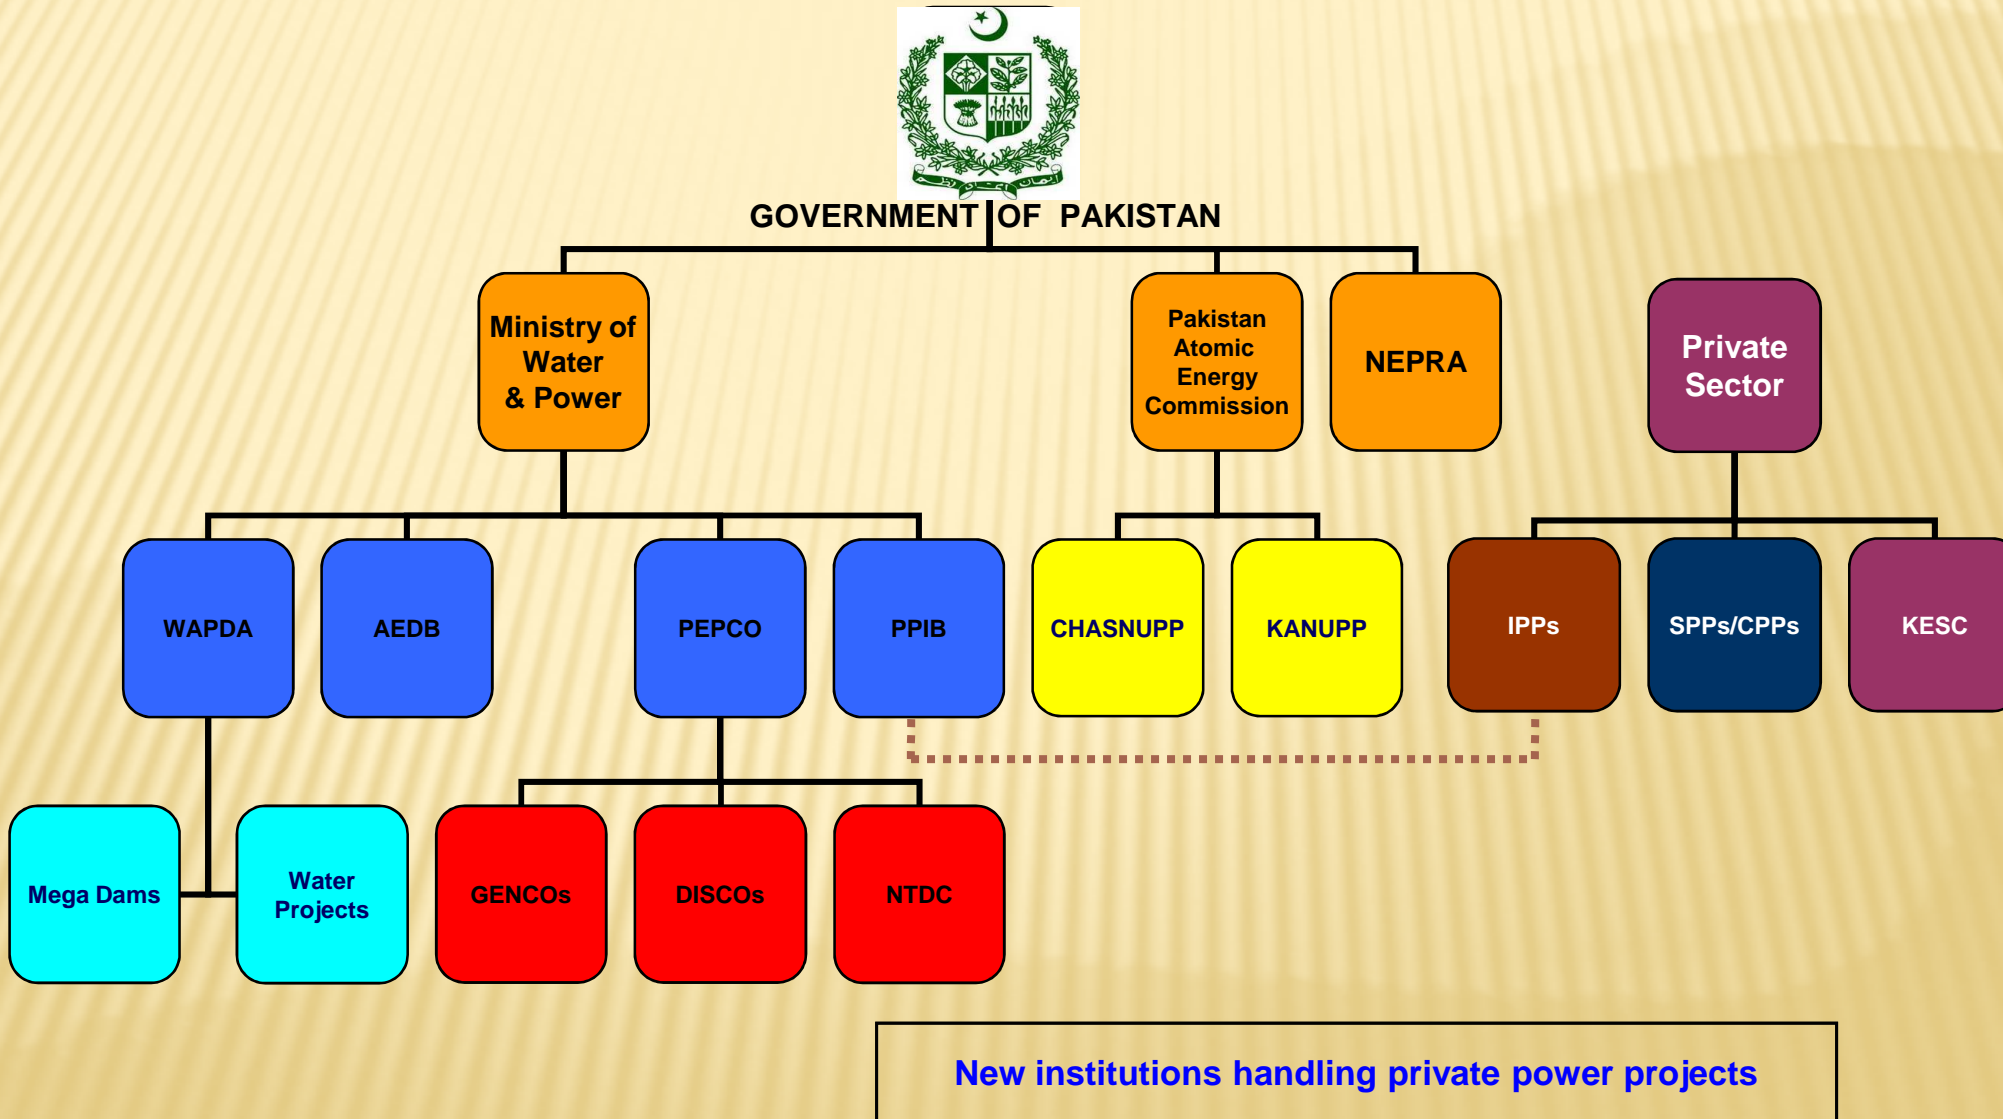 GOVERNMENT OF PAKISTAN
Ministry of
Water
& Power
Pakistan
Atomic
Energy
Commission
NEPRA
Private
Sector
WAPDA
AEDB
PEPCO
PPIB
CHASNUPP
KANUPP
IPPs
SPPs/CPPs
KESC
Mega Dams
Water
Projects
GENCOs
DISCOs
NTDC
New institutions handling private power projects